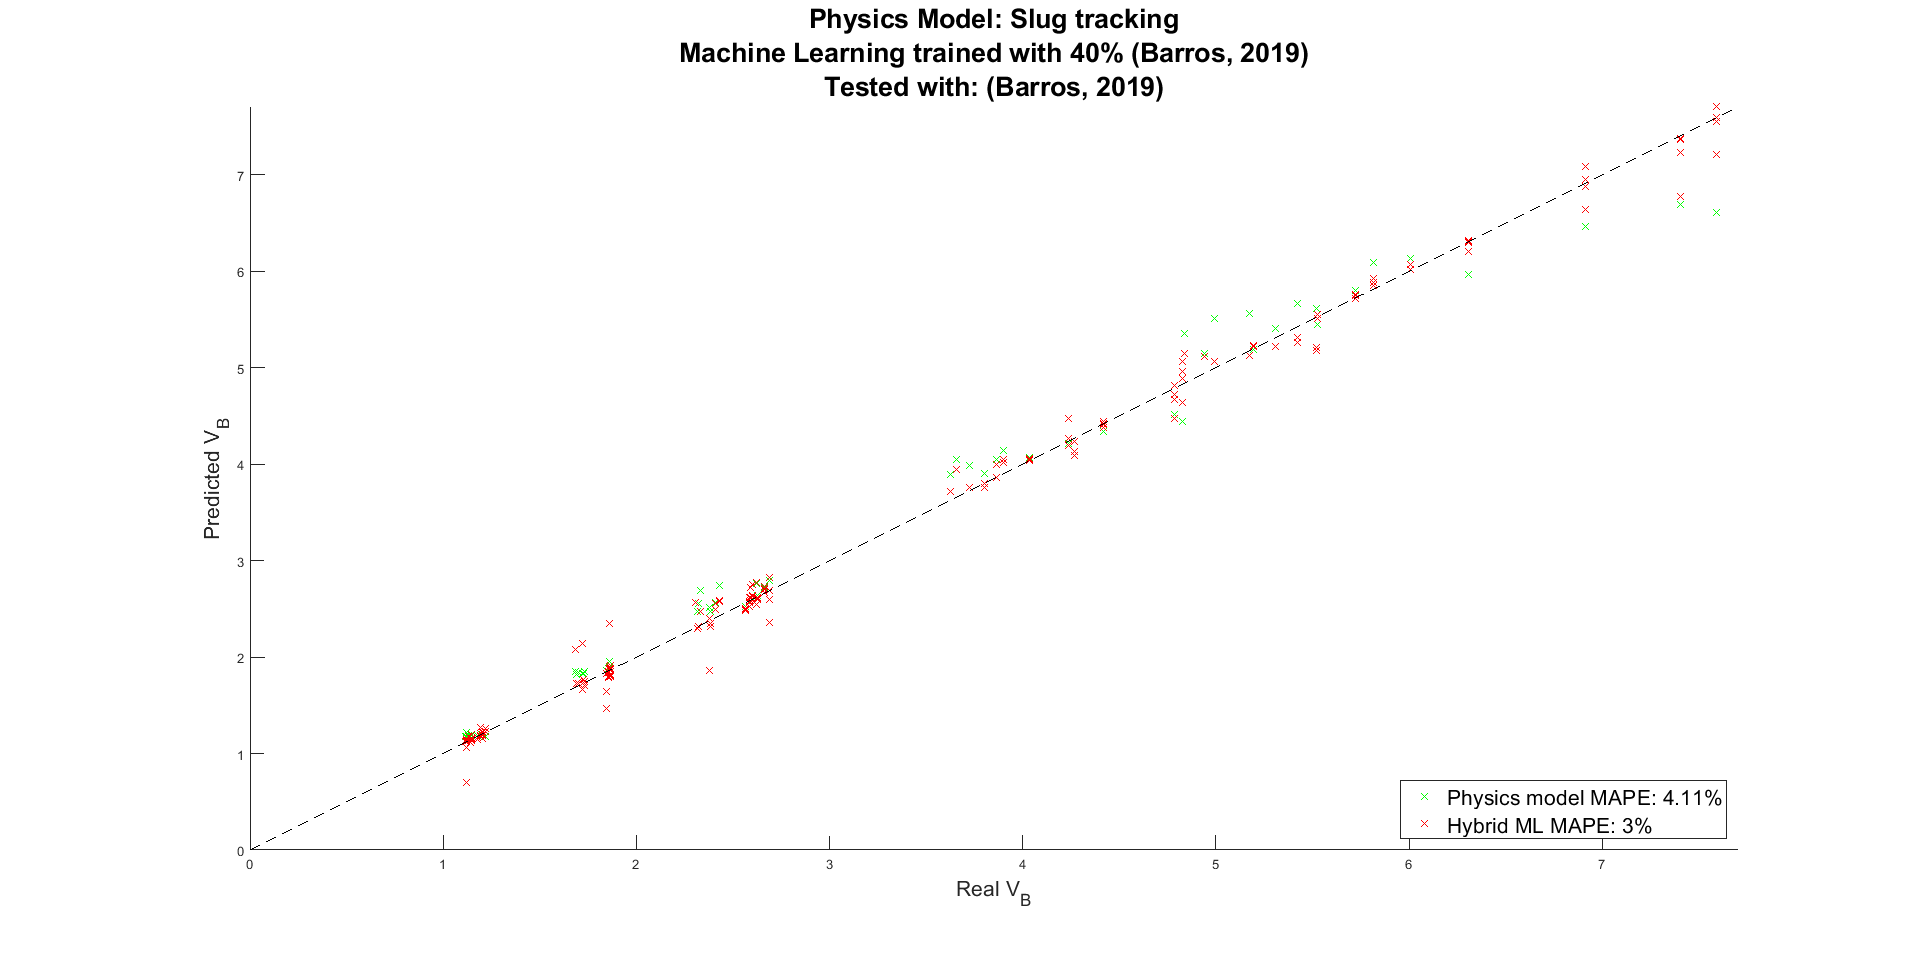 Physics Model: Slug tracking
Machine Learning trained with 40% (Barros, 2019)
Tested with: (Barros, 2019)
7
6
5
4
3
2
1
0
Predicted V_B
0 1 2 3 4 5 6 7
Real V_B
Physics model MAPE: 4.11%
Hybrid ML MAPE: 3%